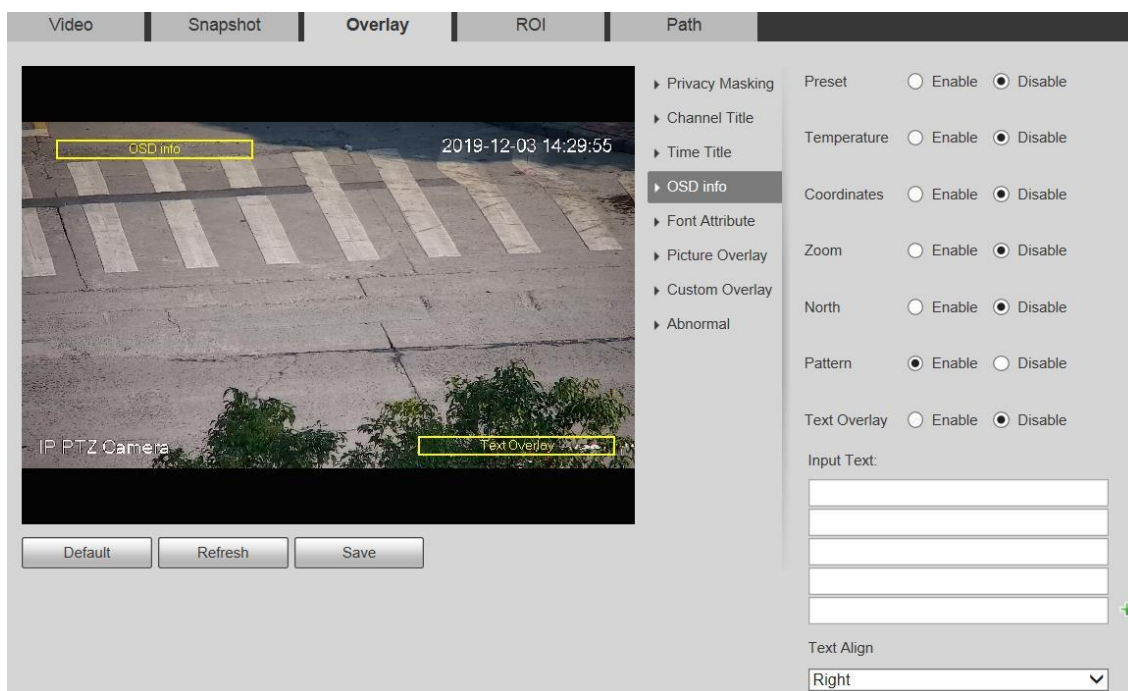 Video Snapshot Overlay ROI Path
OSD info
2019-12-03 14:29:55
IP PTZ Camera
Text Overlay
Default Refresh Save
Privacy Masking
Channel Title
Time Title
OSD info
Font Attribute
Picture Overlay
Custom Overlay
Abnormal
Preset Enable Disable
Temperature Enable Disable
Coordinates Enable Disable
Zoom Enable Disable
North Enable Disable
Pattern Enable Disable
Text Overlay Enable Disable
Input Text:
Text Align
Right